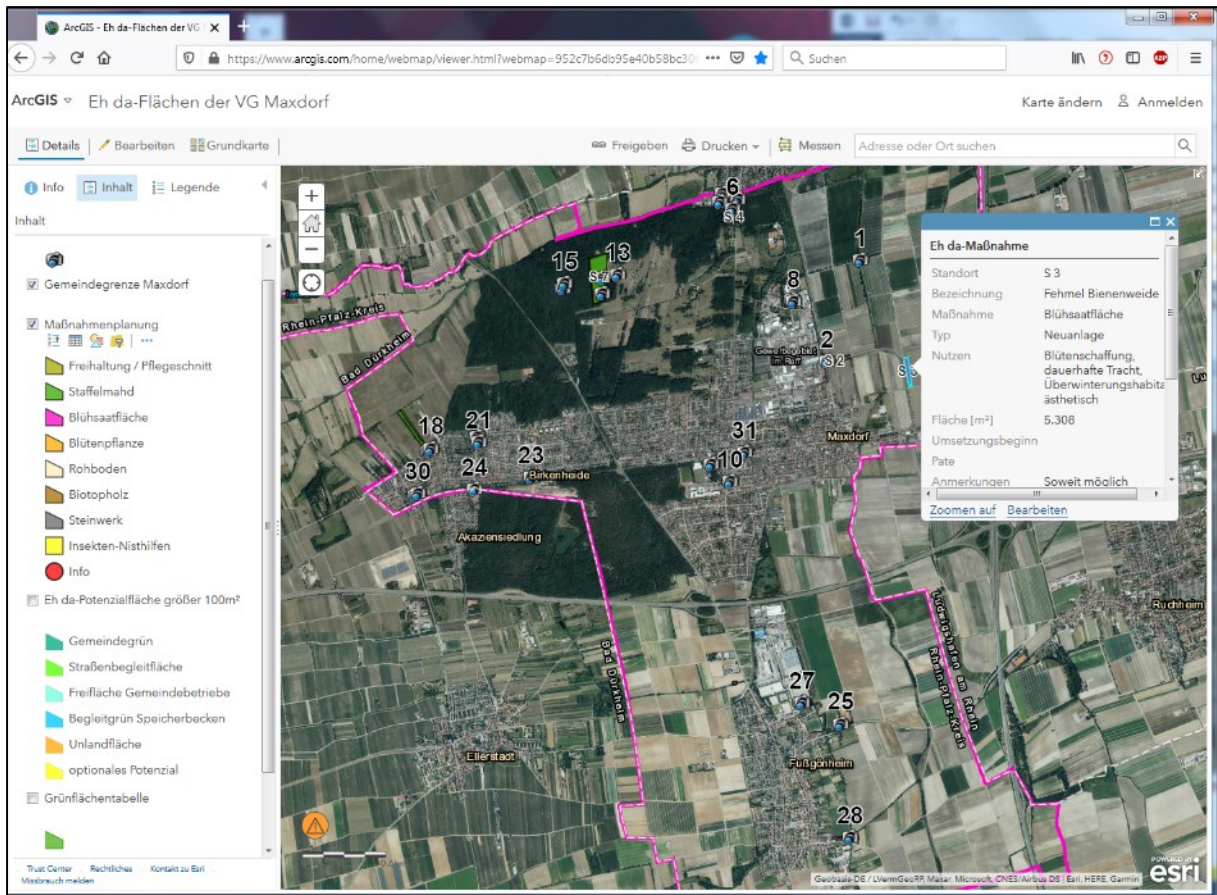 ArcGIS - Eh da-Flächen der VG
https://www.arcgis.com/home/webmap/viewer.html?webmap=952c7b6db95e40b58bc30
Suchen
ABP
ArcGIS Eh da-Flächen der VG Maxdorf
Karte ändern Anmelden
Details Bearbeiten Grundkarte
Freigeben Drucken Messen Adresse oder Ort suchen
Info Inhalt Legende
Inhalt
Gemeindegrenze Maxdorf
Maßnahmenplanung
Freihaltung / Pflegeschnitt
Staffelmahd
Blühsaatfläche
Blütenpflanze
Rohboden
Biotopholz
Steinwerk
Insekten-Nisthilfen
Info
Eh da-Potenzialfläche größer 100m²
Gemeindegrün
Straßenbegleitfläche
Freifläche Gemeindebetriebe
Begleitgrün Speicherbecken
Unlandfläche
optionales Potenzial
Grünflächentabelle
Trust Center Rechtliches Kontakt zu Esri
Missbrauch melden
6
S 4
1
13
15
S 7
8
Rhein-Pfalz-Kreis
Bad Dürkheim
2
S 2
Gewerbegebiet
18
21
31
Maxdorf
30
24
23
Birkenheide
10
Akaziensiedlung
Ruchheim
Ludwigshafen am Rhein
Rhein-Pfalz-Kreis
Bad Dürkheim
27
25
Ellerstadt
Fußgönheim
28
Eh da-Maßnahme
Standort S 3
Bezeichnung Fehmel Bienenweide
Maßnahme Blühsaatfläche
Typ Neuanlage
Nutzen Blütenschaffung,
dauerhafte Tracht,
Überwinterungshabita
ästhetisch
Fläche [m²] 5.308
Umsetzungsbeginn
Pate
Anmerkungen Soweit möglich
Zoomen auf Bearbeiten
Geobasis-DE / LVermGeoRP, Maxar, Microsoft, CNES/Airbus DS | Esri, HERE, Garmin
POWERED BY
esri